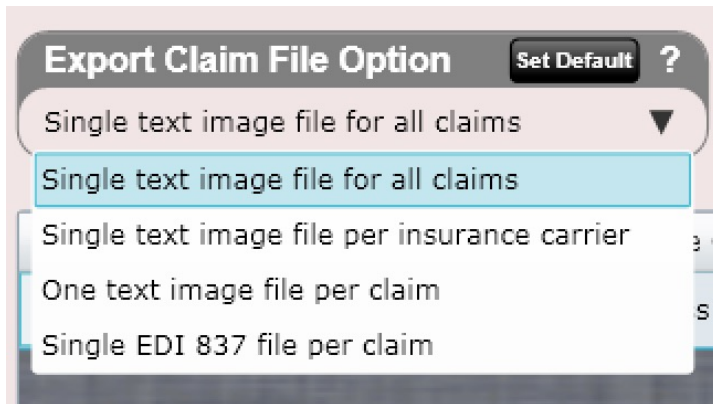 Export Claim File Option Set Default ?
Single text image file for all claims
Single text image file for all claims
Single text image file per insurance carrier
One text image file per claim
Single EDI 837 file per claim